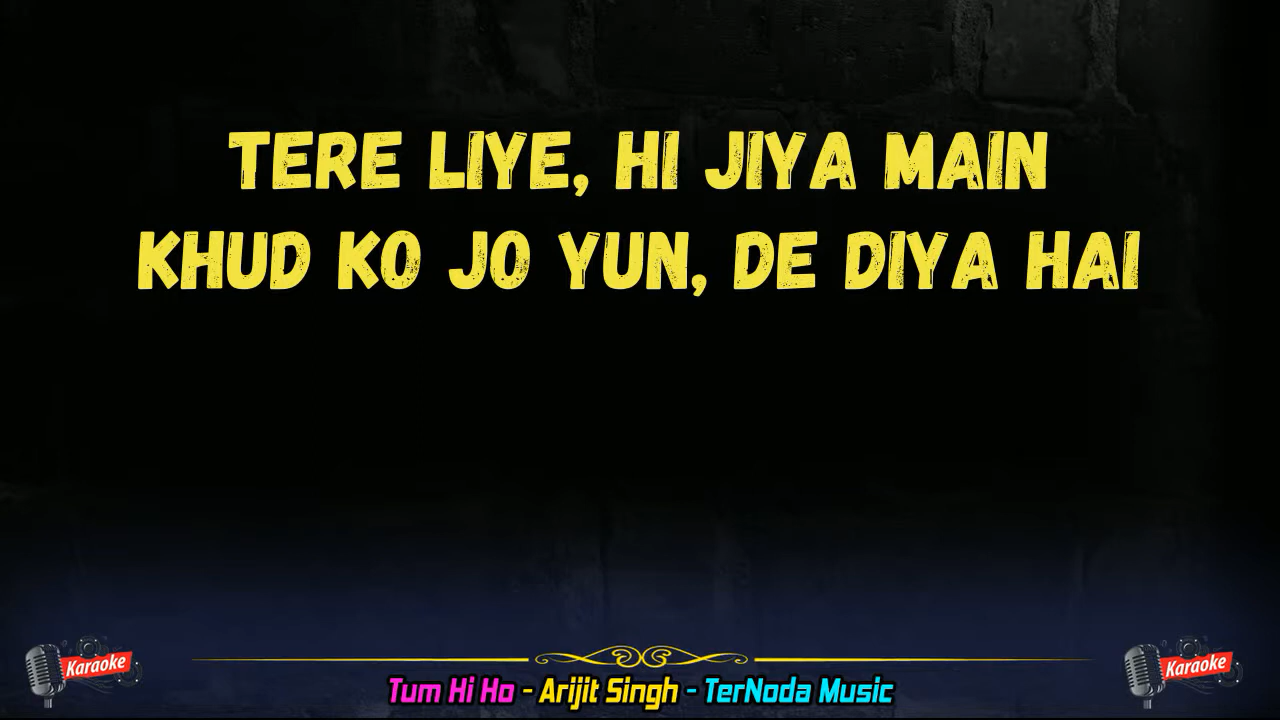 TERE LIYE, HI JIYA MAIN
KHUD KO JO YUN, DE DIYA HAI
Karaoke
Karaoke
Tum Hi Ho - Arijit Singh - TerNoda Music